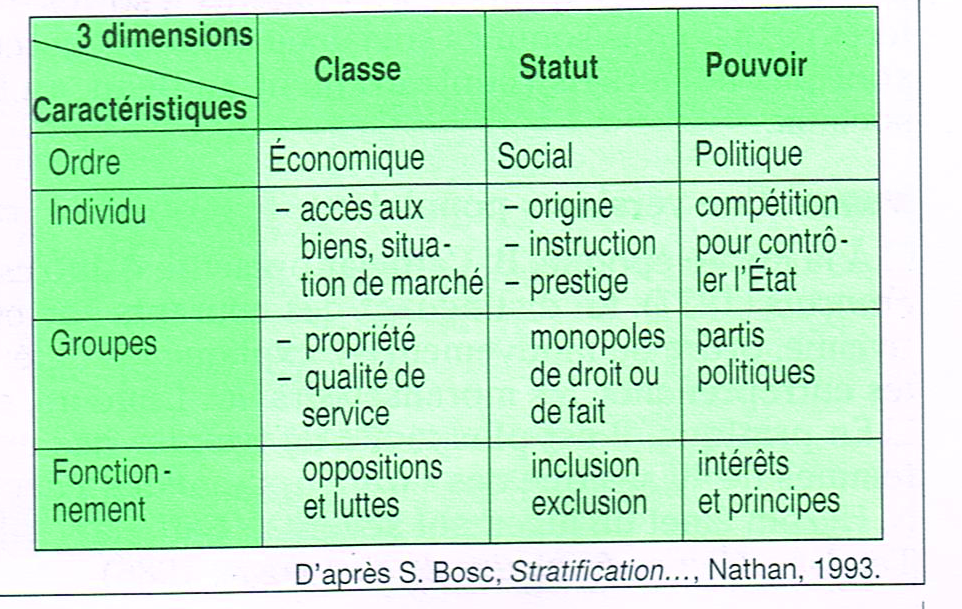 3 dimensions
Caractéristiques
Classe
Statut
Pouvoir
Ordre
Économique
Social
Politique
Individu
– accès aux
biens, situa-
tion de marché
– origine
– instruction
– prestige
compétition
pour contrô-
ler l'État
Groupes
– propriété
– qualité de
service
monopoles
de droit ou
de fait
partis
politiques
Fonction-
nement
oppositions
et luttes
inclusion
exclusion
intérêts
et principes
D'après S. Bosc, Stratification..., Nathan, 1993.